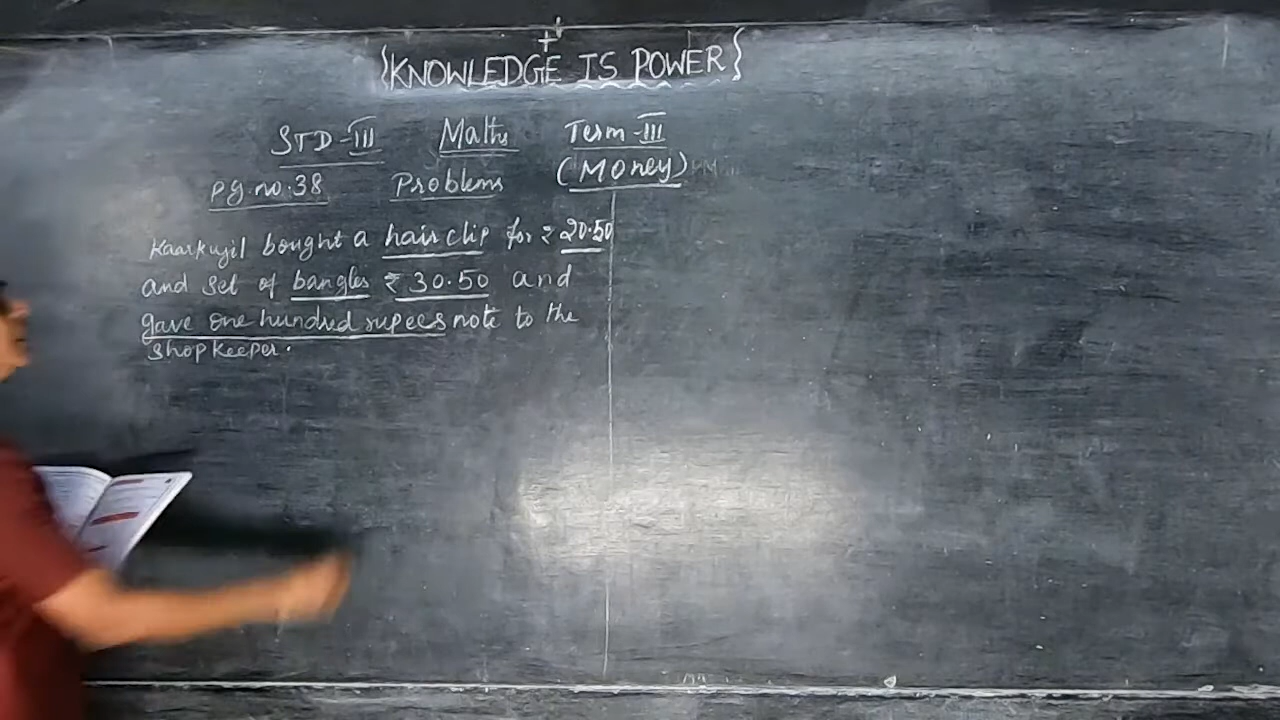 {KNOWLEDGE IS POWER}
STD-III Maths Term-III
Pg.no.38 Problems (Money)
Kaarkuyil bought a hair clip for ₹ 20.50
and set of bangles ₹ 30.50 and
gave one hundred rupees note to the
shopkeeper.